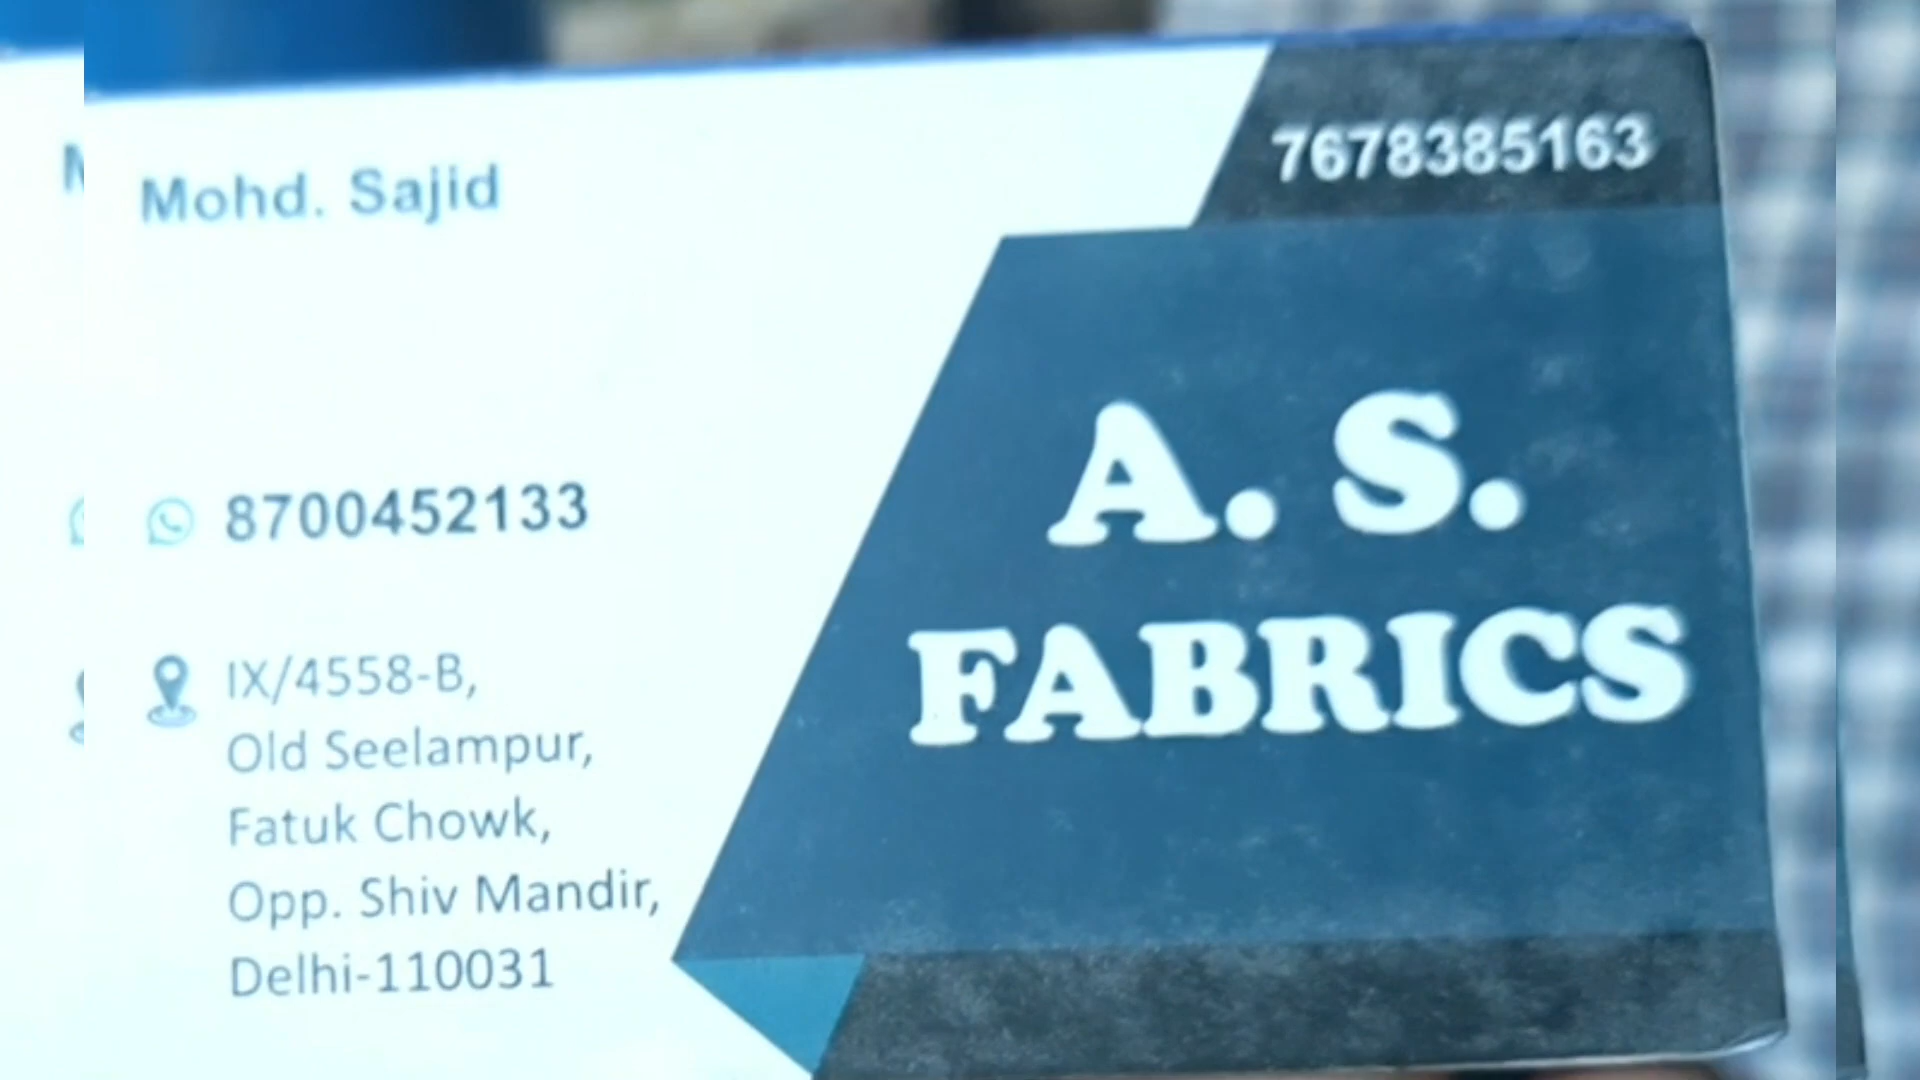 Mohd. Sajid
7678385163
A. S.
FABRICS
8700452133
IX/4558-B,
Old Seelampur,
Fatuk Chowk,
Opp. Shiv Mandir,
Delhi-110031